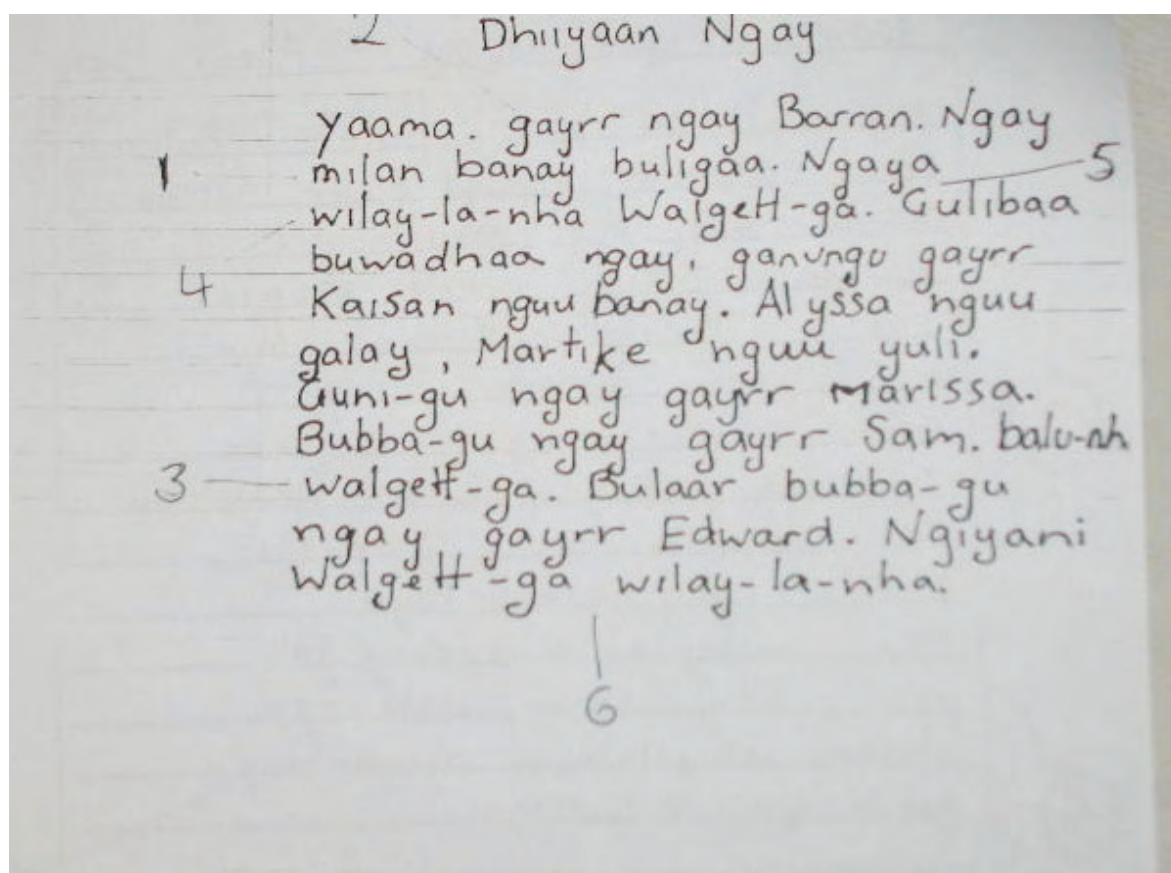 2 Dhiiyaan Ngay
Yaama. gayrr ngay Barran. Ngay
1 milan banay buligaa. Ngaya 5
wilay-la-nha Walgett-ga. Gulibaa
buwadhaa ngay, ganungu gayrr
4 Kaisan nguu banay. Alyssa nguu
galay, Martike nguu yuli.
Guni-gu ngay gayrr Marissa.
Bubba-gu ngay gayrr Sam. balu-nh
3 walgett-ga. Bulaar bubba-gu
ngay gayrr Edward. Ngiyani
Walgett-ga wilay-la-nha.
6